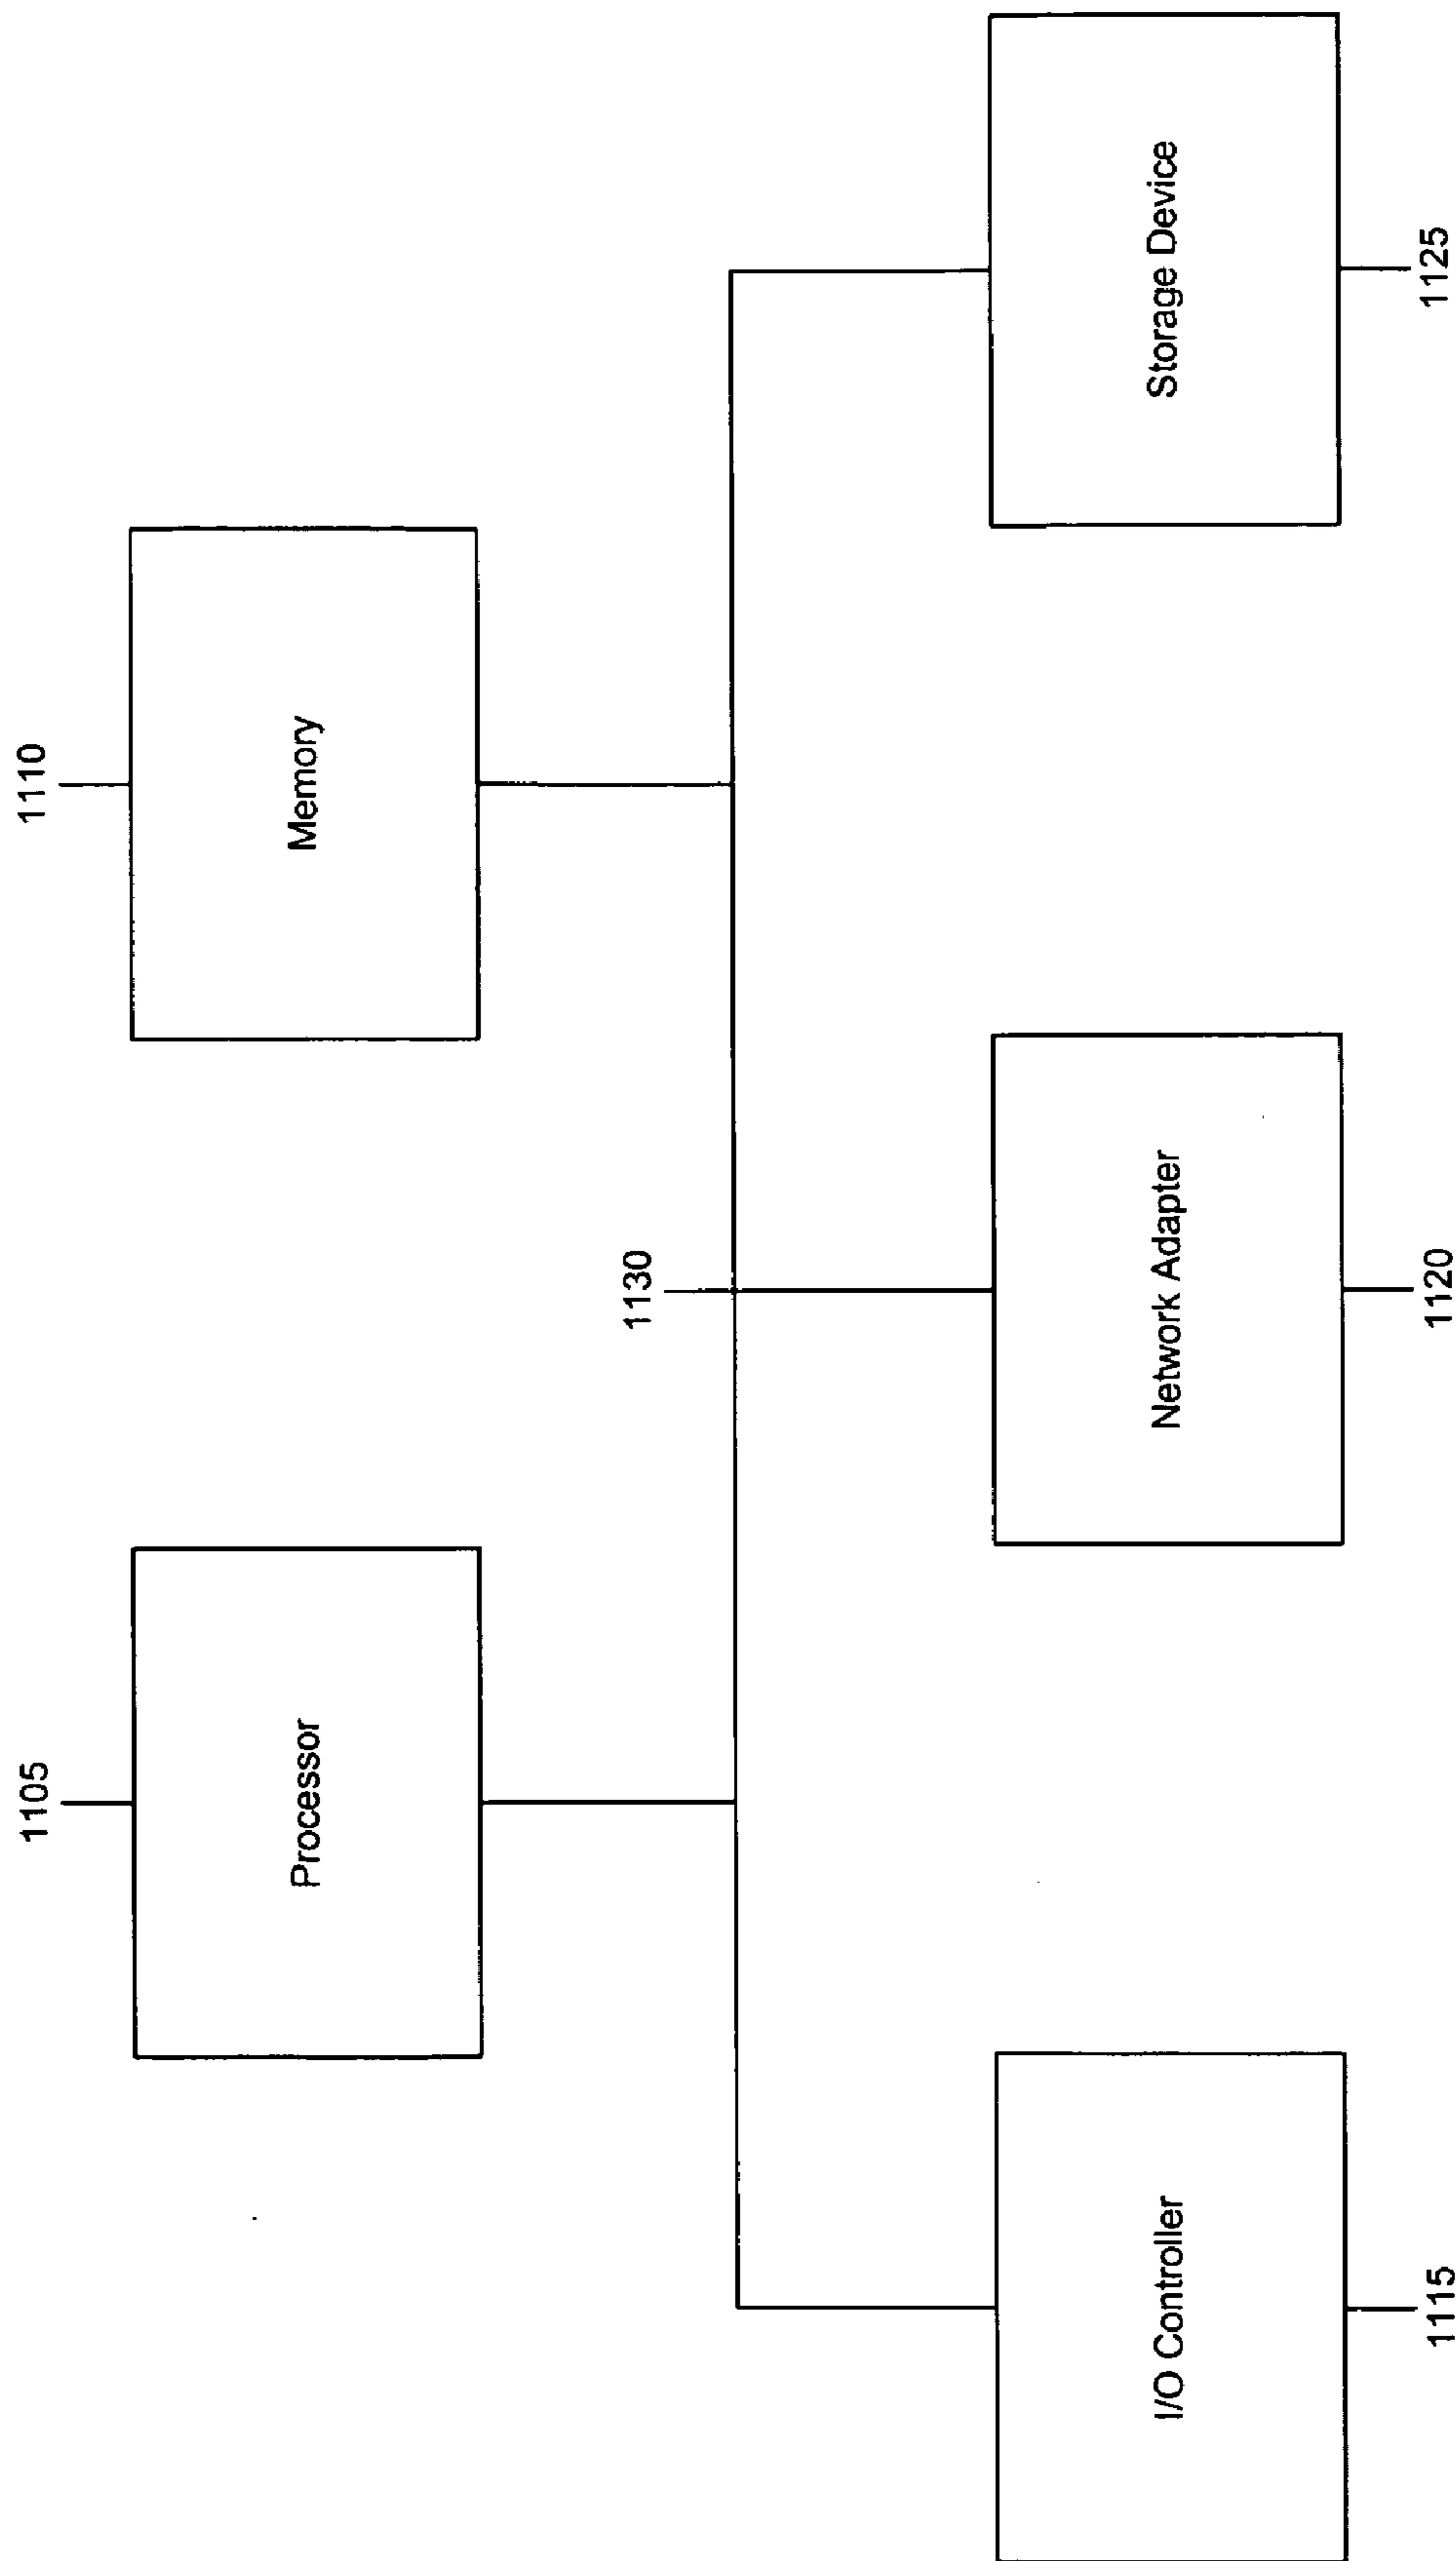 1105
1110
Processor
Memory
1130
I/O Controller
Network Adapter
Storage Device
1115
1120
1125